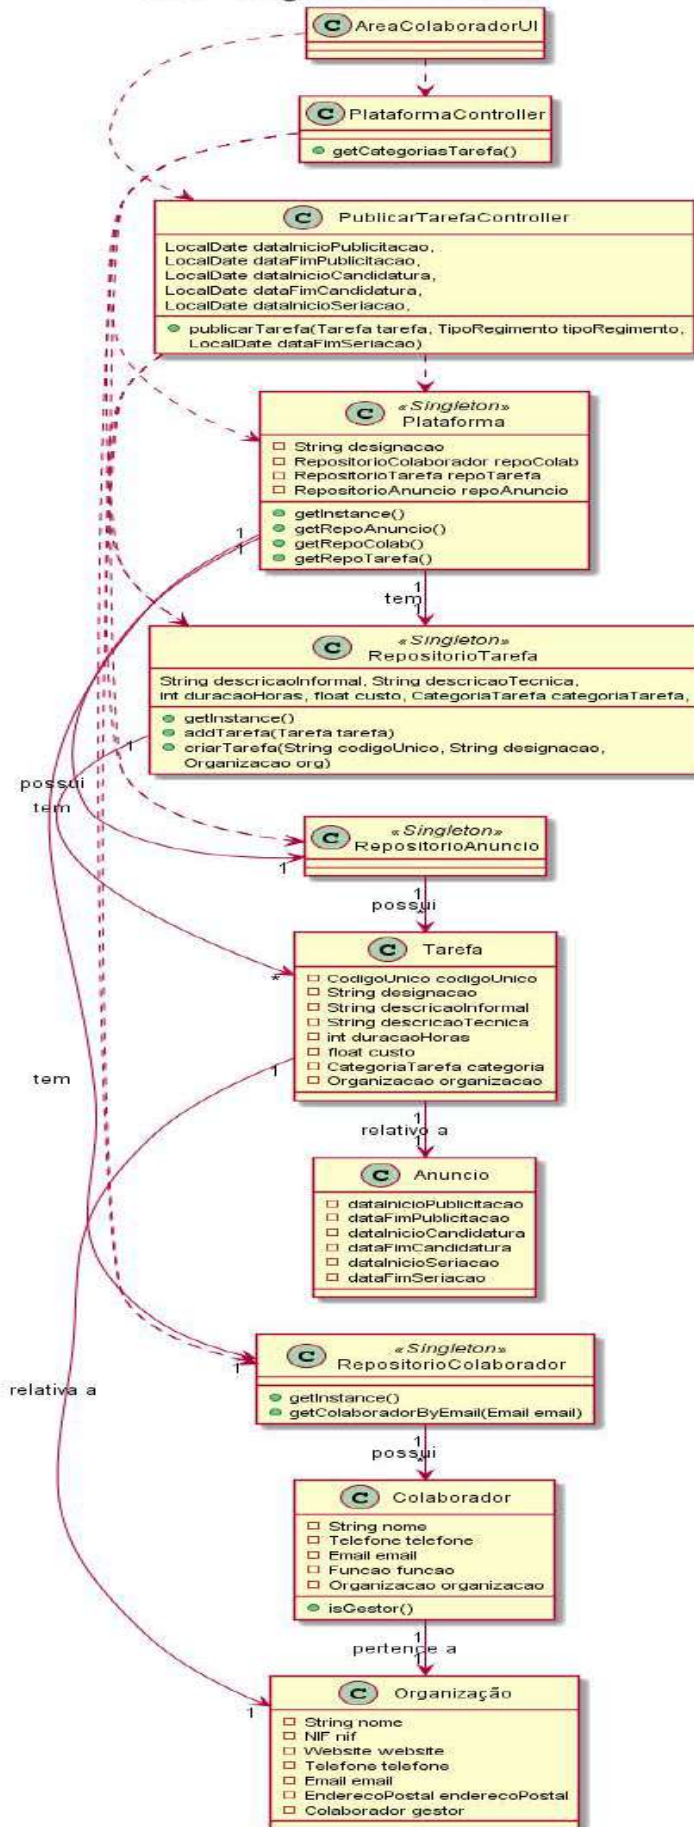 C AreaColaboradorUI
C PlataformaController
getCategoriasTarefa()
C PublicarTarefaController
LocalDate dataInicioPublicitacao,
LocalDate dataFimPublicitacao,
LocalDate dataInicioCandidatura,
LocalDate dataFimCandidatura,
LocalDate dataInicioSeriacao,
publicarTarefa(Tarefa tarefa, TipoRegimento tipoRegimento,
LocalDate dataFimSeriacao)
«Singleton»
C Plataforma
String designacao
RepositorioColaborador repoColab
RepositorioTarefa repoTarefa
RepositorioAnuncio repoAnuncio
getInstance()
getRepoAnuncio()
getRepoColab()
getRepoTarefa()
1
1
1
tem
1
«Singleton»
C RepositorioTarefa
String descricaoInformal, String descricaoTecnica,
int duracaoHoras, float custo, CategoriaTarefa categoriaTarefa,
getInstance()
addTarefa(Tarefa tarefa)
criarTarefa(String codigoUnico, String designacao,
Organizacao org)
1
possui
tem
«Singleton»
C RepositorioAnuncio
1
1
possui
*
C Tarefa
CodigoUnico codigoUnico
String designacao
String descricaoInformal
String descricaoTecnica
int duracaoHoras
float custo
CategoriaTarefa categoria
Organizacao organizacao
*
1
tem
1
relativo a
1
C Anuncio
dataInicioPublicitacao
dataFimPublicitacao
dataInicioCandidatura
dataFimCandidatura
dataInicioSeriacao
dataFimSeriacao
«Singleton»
C RepositorioColaborador
getInstance()
getColaboradorByEmail(Email email)
1
relativa a
1
possui
*
C Colaborador
String nome
Telefone telefone
Email email
Funcao funcao
Organizacao organizacao
isGestor()
1
pertence a
1
C Organização
String nome
NIF nif
Website website
Telefone telefone
Email email
EnderecoPostal enderecoPostal
Colaborador gestor
1